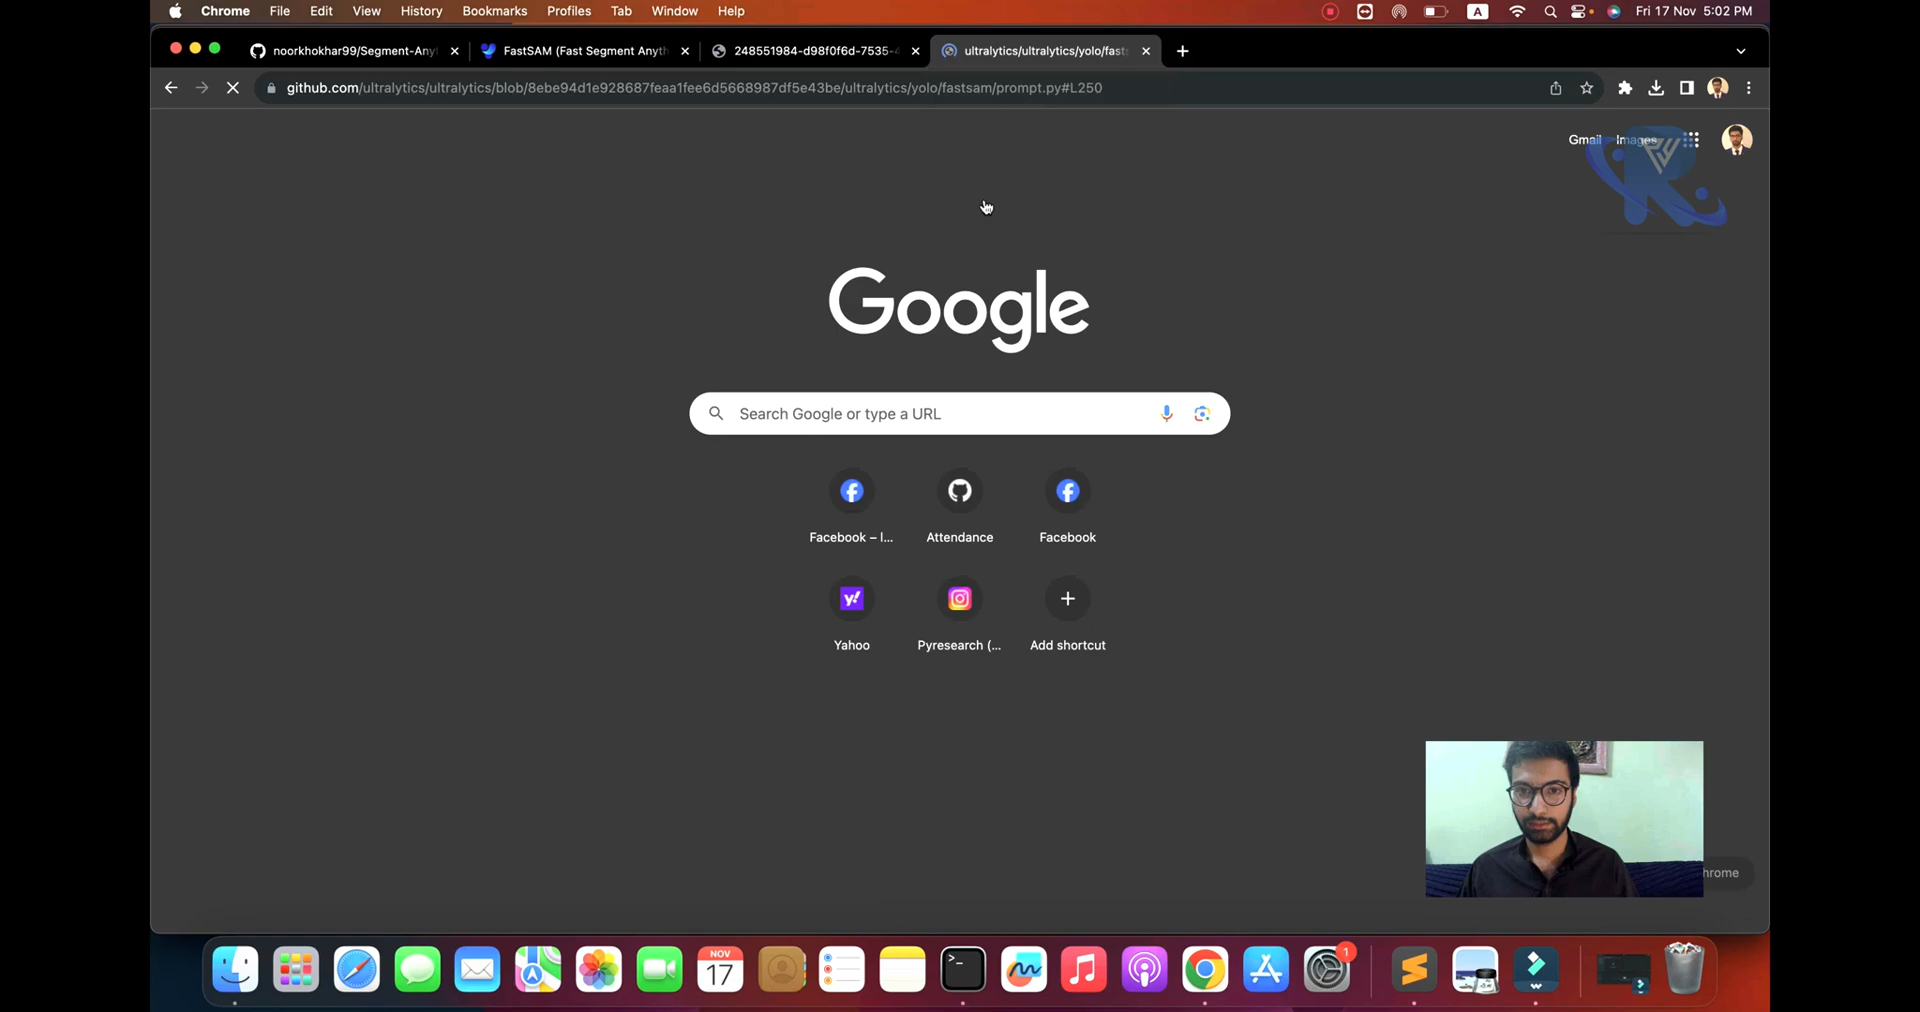 Chrome File Edit View History Bookmarks Profiles Tab Window Help A Fri 17 Nov 5:02 PM
noorkhokhar99/Segment-Any FastSAM (Fast Segment Anyth 248551984-d98f0f6d-7535- ultralytics/ultralytics/yolo/fasts
github.com/ultralytics/ultralytics/blob/8ebe94d1e928687feaa1fee6d5668987df5e43be/ultralytics/yolo/fastsam/prompt.py#L250
Gmail Images
Google
Search Google or type a URL
Facebook – I... Attendance Facebook
Yahoo Pyresearch (... Add shortcut
hrome
NOV
17
1